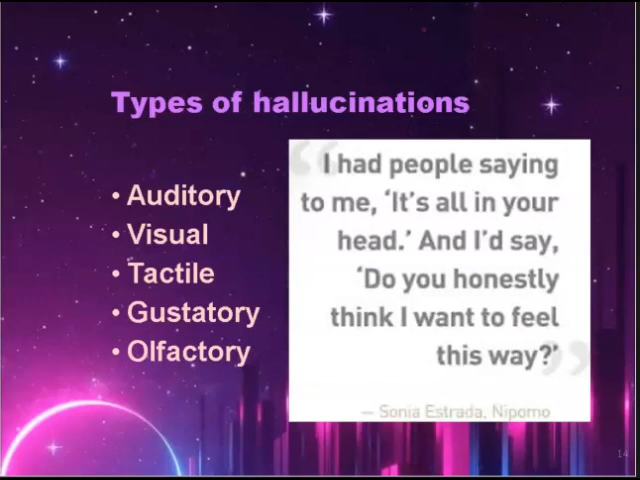 Types of hallucinations
• Auditory
• Visual
• Tactile
• Gustatory
• Olfactory
“I had people saying
to me, ‘It’s all in your
head.’ And I’d say,
‘Do you honestly
think I want to feel
this way?’”
— Sonia Estrada, Nipomo
14